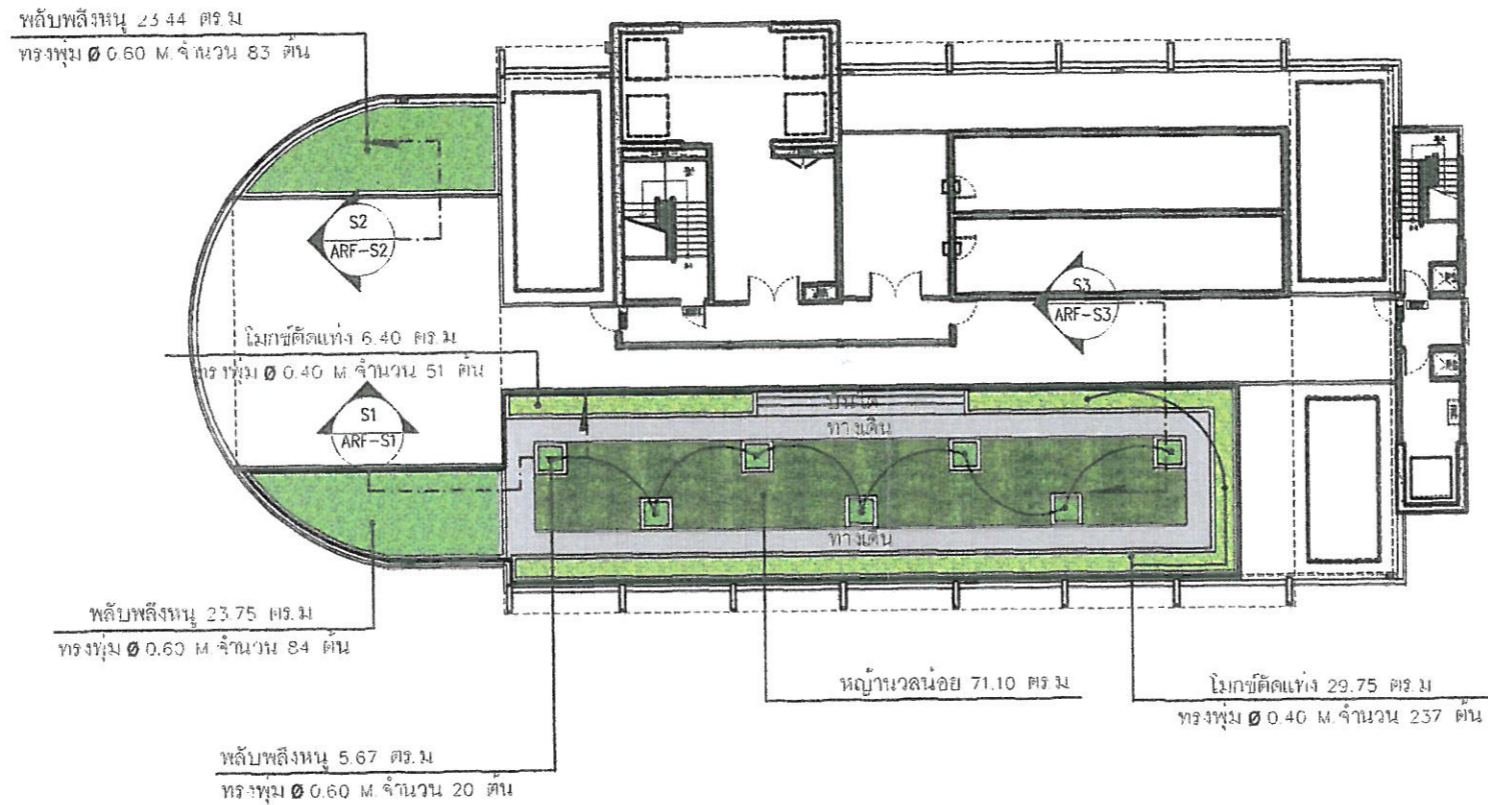 พลับพลึงหนู 23.44 ตร.ม
ทรงพุ่ม Ø 0.60 M. จำนวน 83 ต้น
S2
ARF-S2
S3
ARF-S3
โมกข์ตัดแท่ง 6.40 ตร.ม
ทรงพุ่ม Ø 0.40 M. จำนวน 51 ต้น
S1
ARF-S1
บันได
ทางเดิน
ทางเดิน
พลับพลึงหนู 23.75 ตร.ม
ทรงพุ่ม Ø 0.60 M. จำนวน 84 ต้น
หญ้านวลน้อย 71.10 ตร.ม
โมกข์ตัดแท่ง 29.75 ตร.ม
ทรงพุ่ม Ø 0.40 M. จำนวน 237 ต้น
พลับพลึงหนู 5.67 ตร.ม
ทรงพุ่ม Ø 0.60 M. จำนวน 20 ต้น